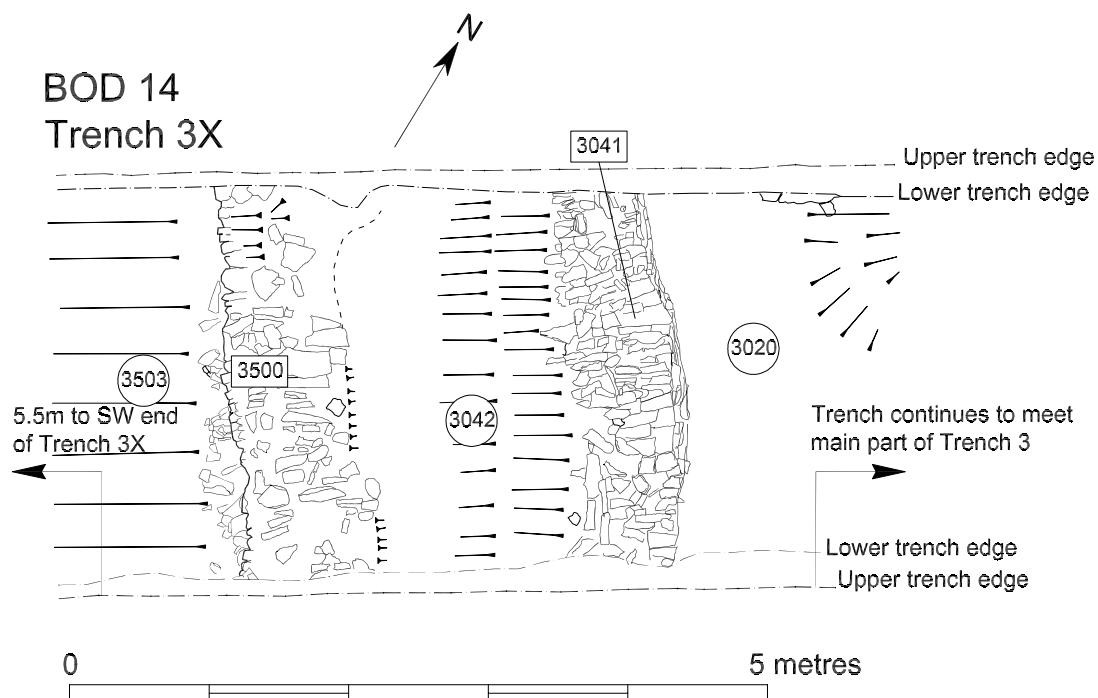 N
BOD 14
Trench 3X
3041
Upper trench edge
Lower trench edge
3020
3503
3500
3042
5.5m to SW end
of Trench 3X
Trench continues to meet
main part of Trench 3
Lower trench edge
Upper trench edge
0
5 metres